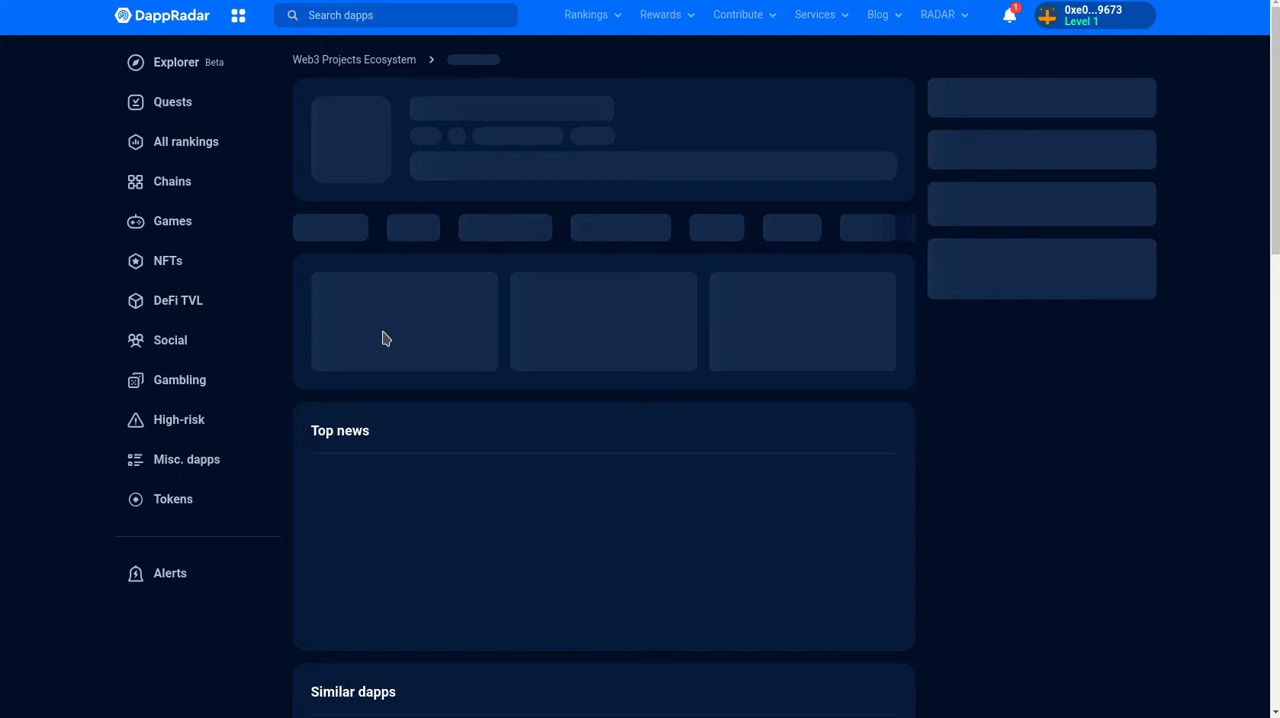 DappRadar
Search dapps
Rankings
Rewards
Contribute
Services
Blog
RADAR
1
0xe0...9673
Level 1
Explorer Beta
Quests
All rankings
Chains
Games
NFTs
DeFi TVL
Social
Gambling
High-risk
Misc. dapps
Tokens
Alerts
Web3 Projects Ecosystem
Top news
Similar dapps